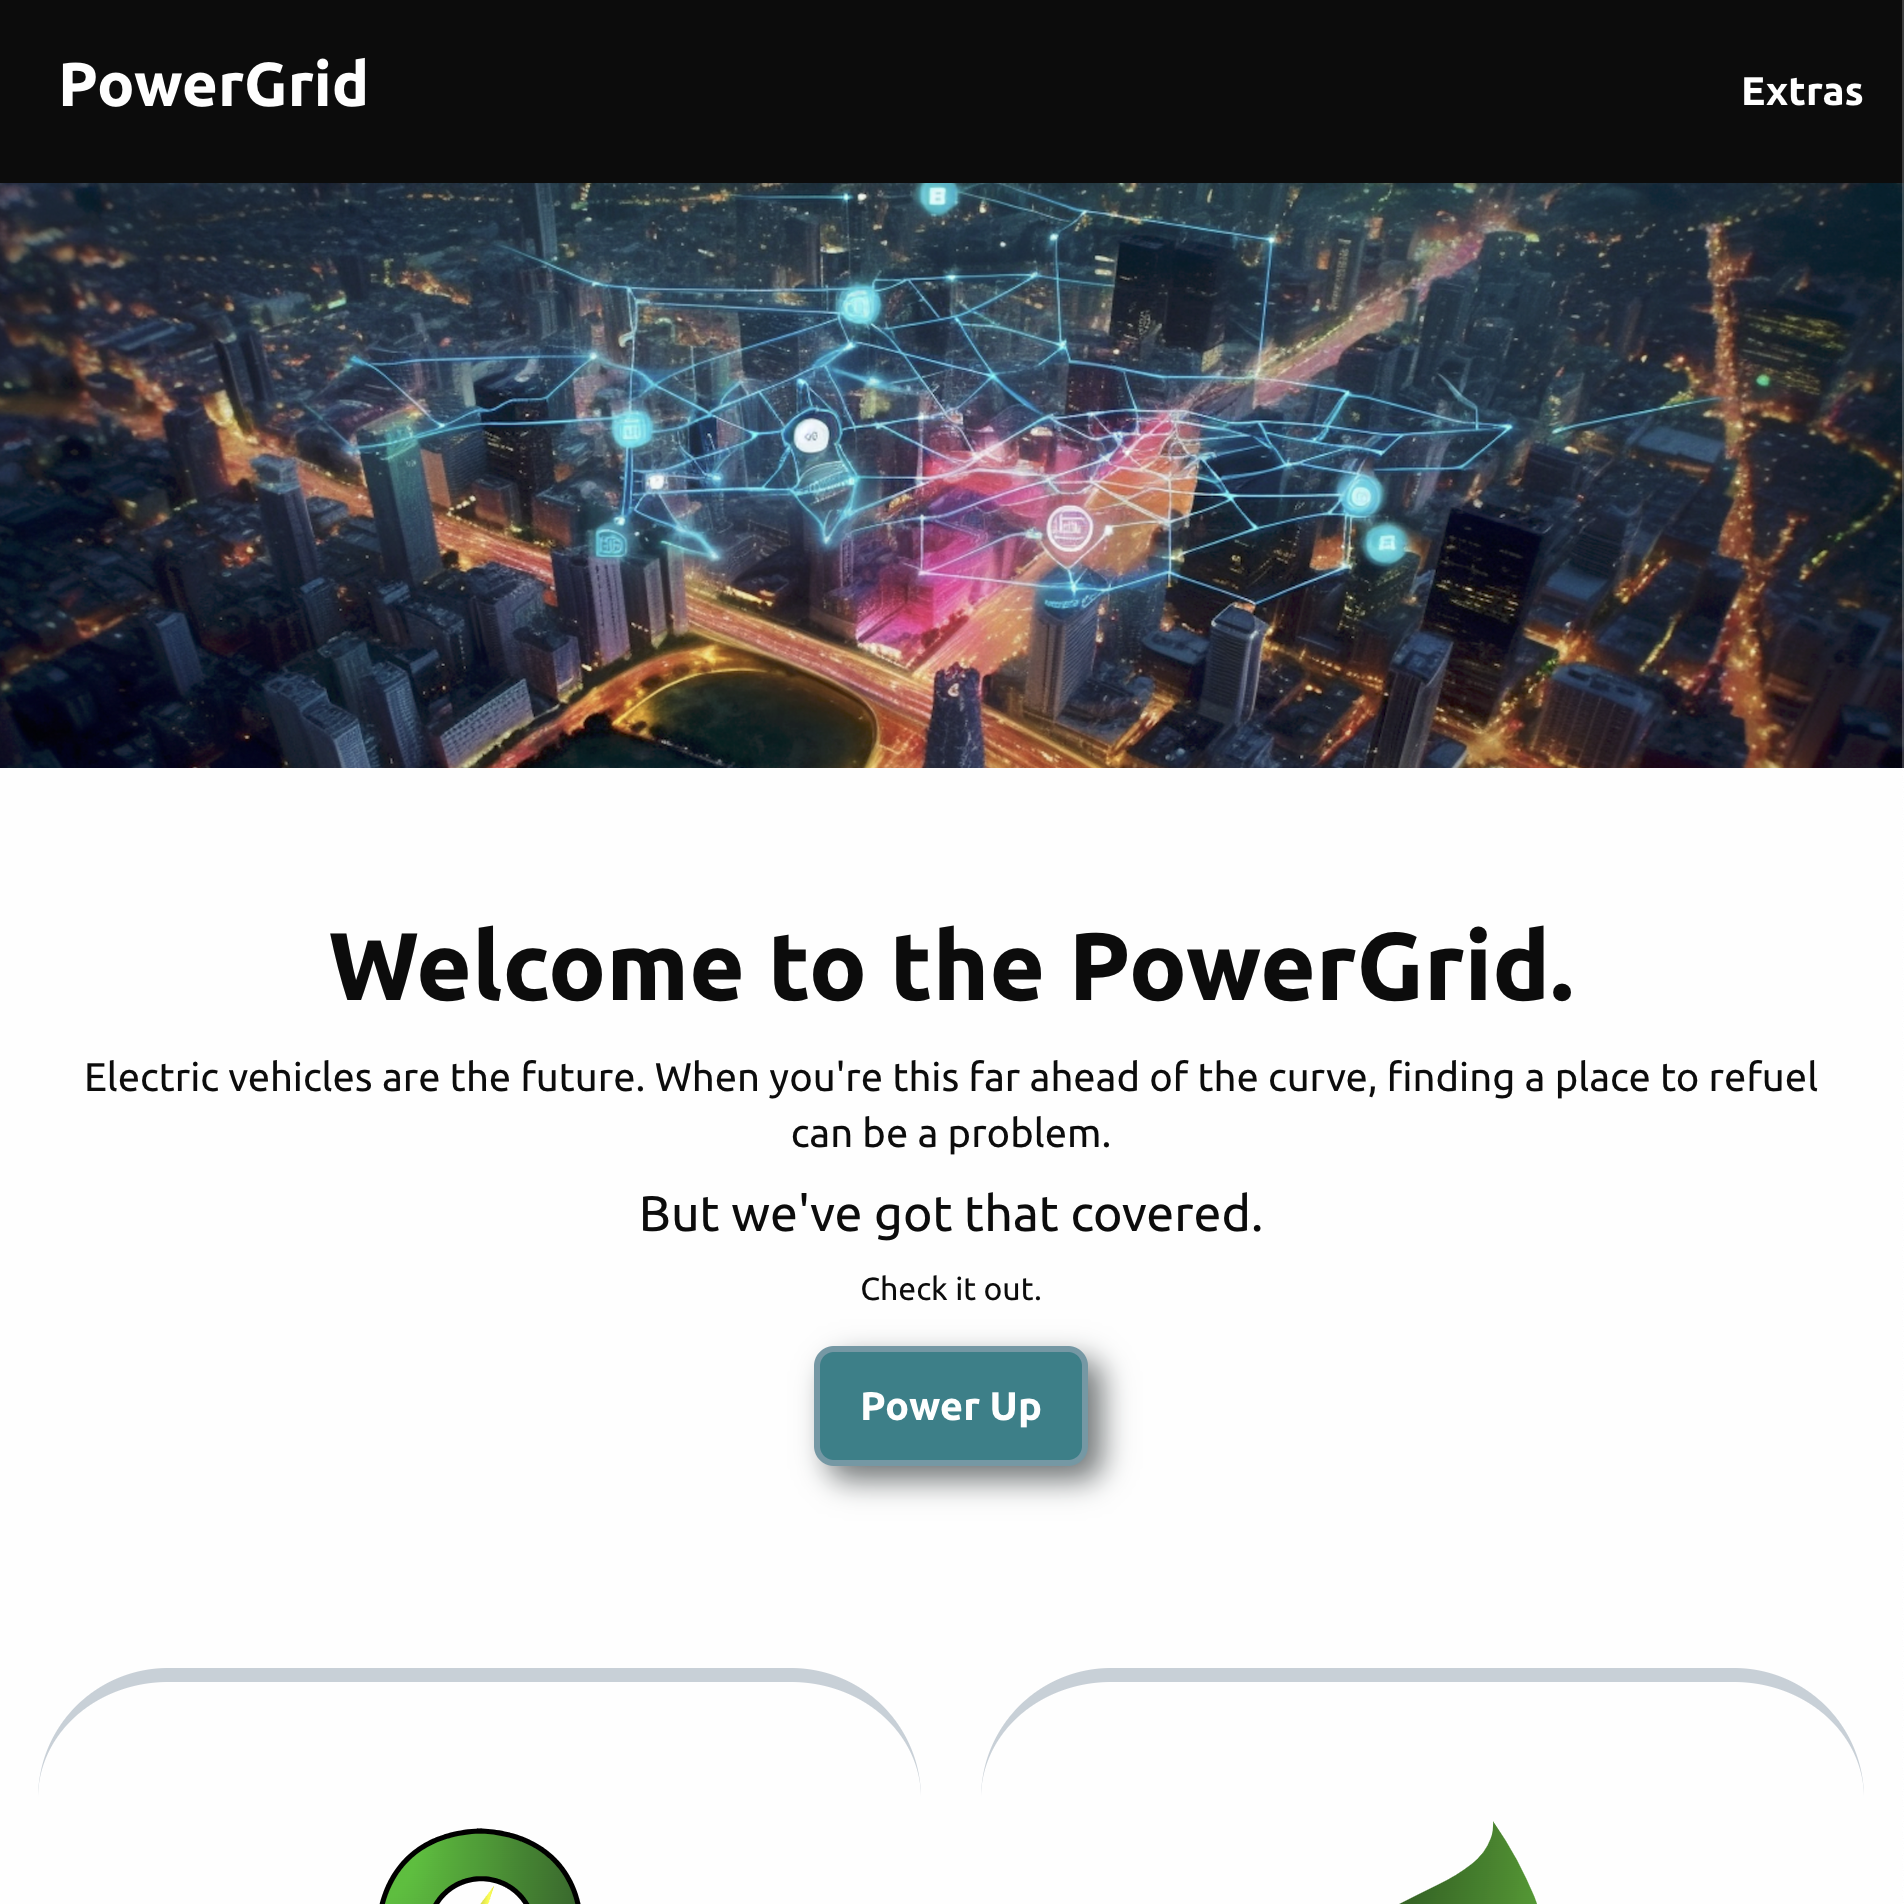 PowerGrid
Extras
Welcome to the PowerGrid.
Electric vehicles are the future. When you're this far ahead of the curve, finding a place to refuel
can be a problem.
But we've got that covered.
Check it out.
Power Up